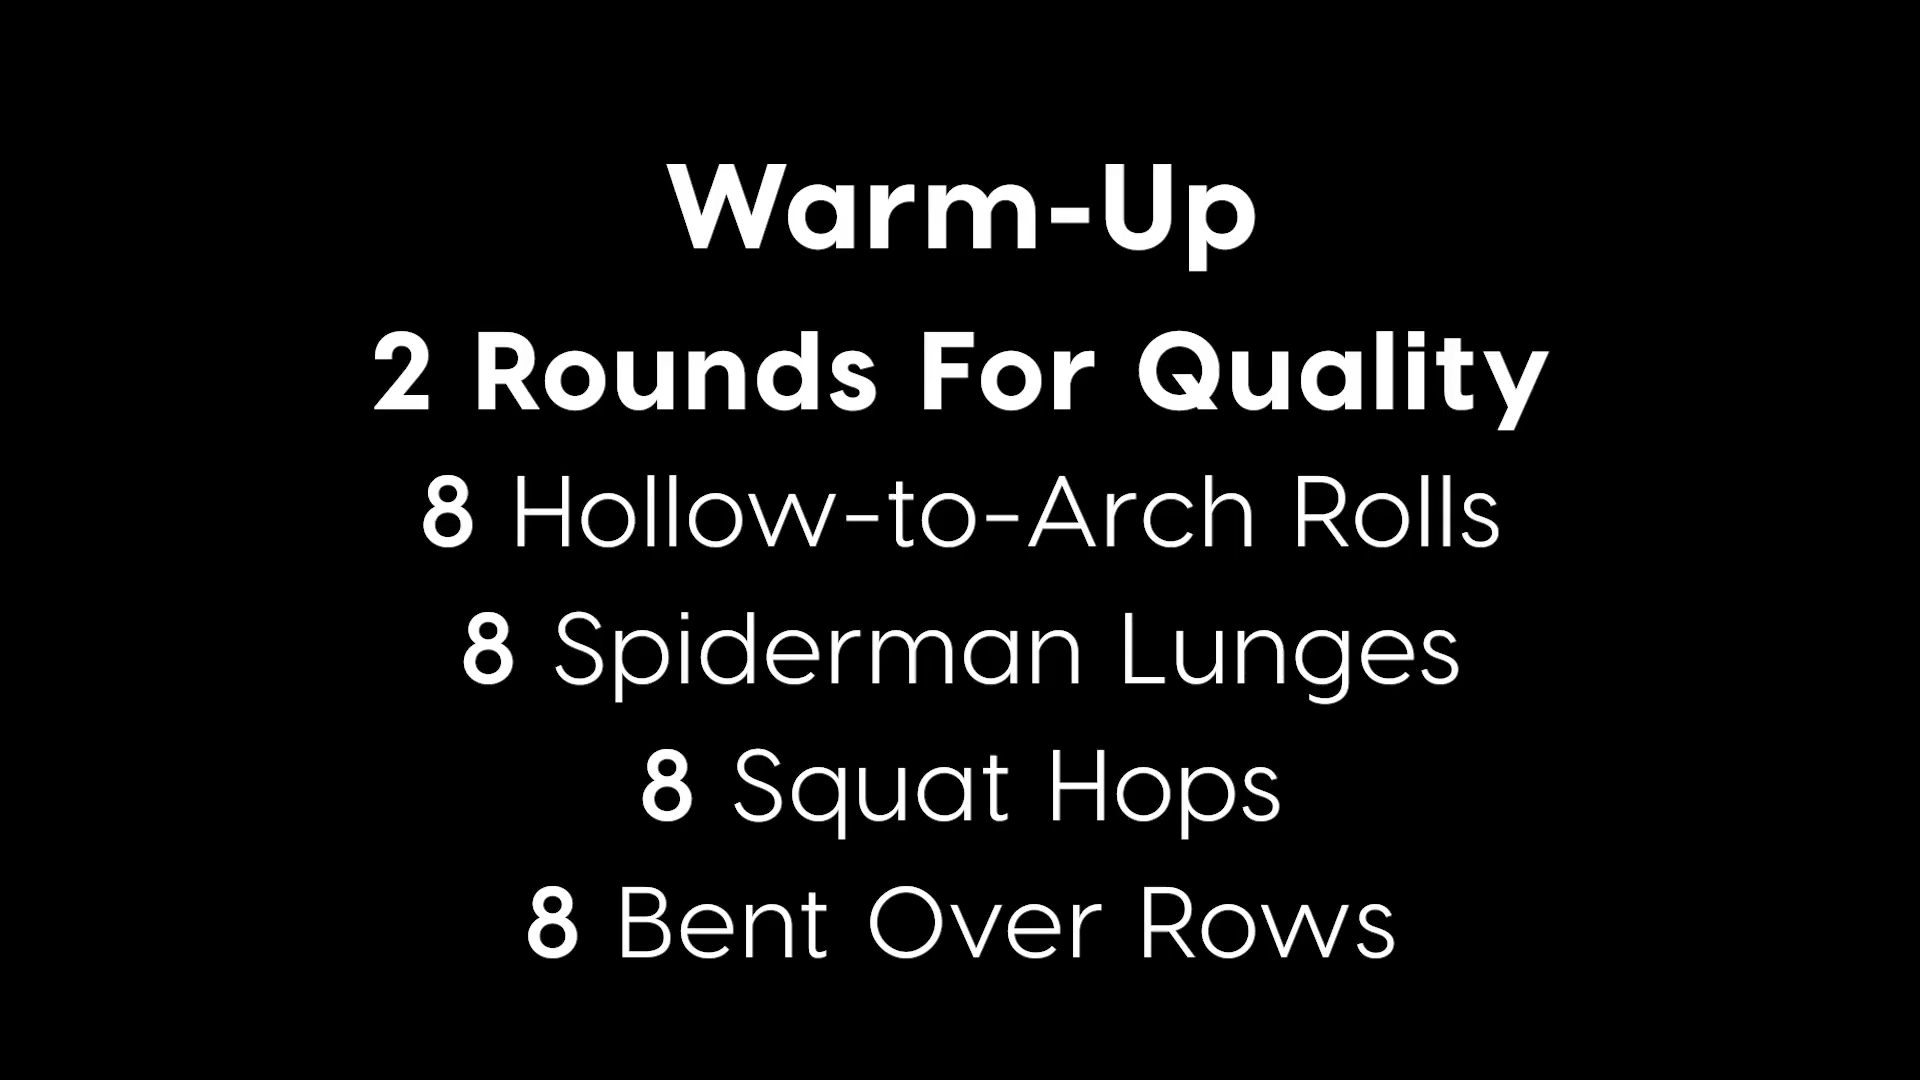 Warm-Up
2 Rounds For Quality
8 Hollow-to-Arch Rolls
8 Spiderman Lunges
8 Squat Hops
8 Bent Over Rows